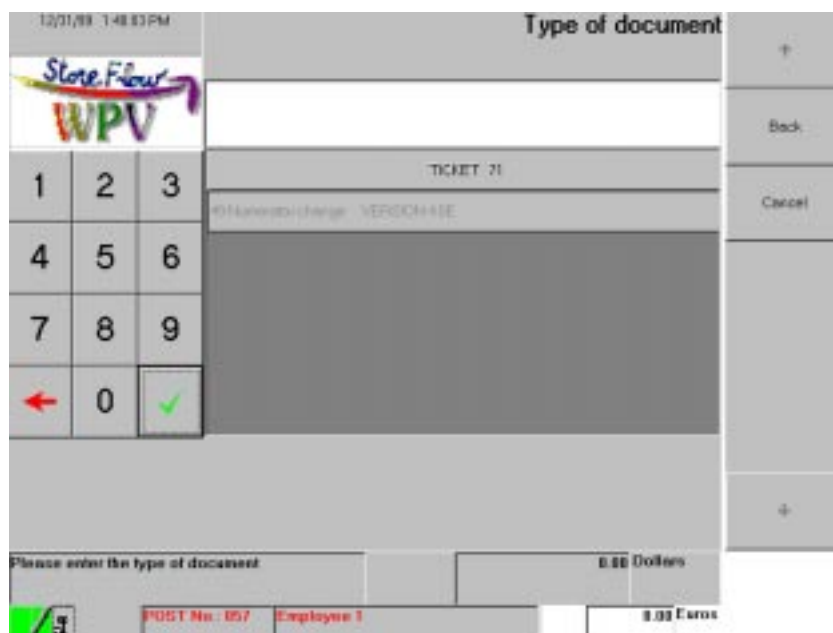 12/31/99 1:48:03 PM
Type of document
Store Flow
WPV
Back
TICKET 71
Cancel
1 2 3
4 5 6
7 8 9
0
Please enter the type of document
0.00 Dollars
POST No.: 057 Employee 1
0.00 Euros